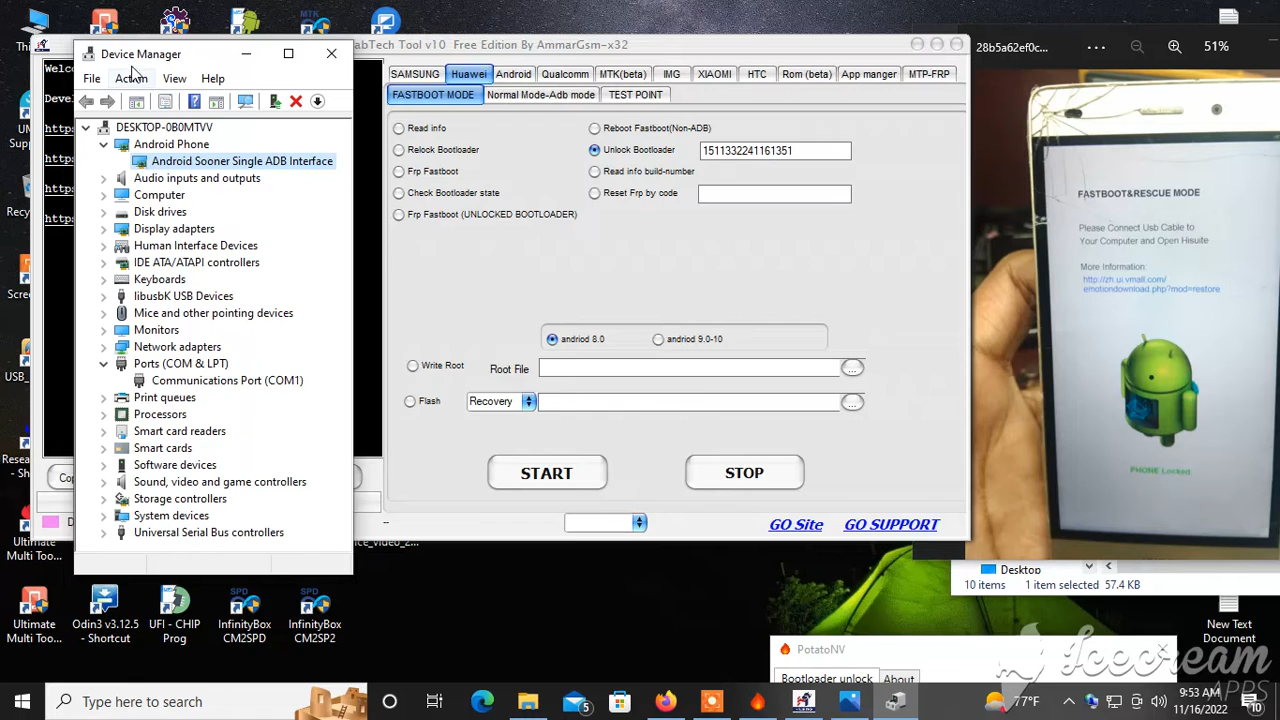 Device Manager
File Action View Help
DESKTOP-0B0MTVV
Android Phone
Android Sooner Single ADB Interface
Audio inputs and outputs
Computer
Disk drives
Display adapters
Human Interface Devices
IDE ATA/ATAPI controllers
Keyboards
libusbK USB Devices
Mice and other pointing devices
Monitors
Network adapters
Ports (COM & LPT)
Communications Port (COM1)
Print queues
Processors
Smart card readers
Smart cards
Software devices
Sound, video and game controllers
Storage controllers
System devices
Universal Serial Bus controllers
Tool v10 Free Edition By AmmarGsm-x32
SAMSUNG Huawei Android Qualcomm MTK(beta) IMG XIAOMI HTC Rom (beta) App manger MTP-FRP
FASTBOOT MODE Normal Mode-Adb mode TEST POINT
Read info Reboot Fastboot(Non-ADB)
Relock Bootloader Unlock Bootloader 1511332241161351
Frp Fastboot Read info build-number
Check Bootloader state Reset Frp by code
Frp Fastboot (UNLOCKED BOOTLOADER)
andriod 8.0 andriod 9.0-10
Write Root Root File ...
Flash Recovery ...
START STOP
--
GO Site GO SUPPORT
28b5a62ef0c... ... 51%
FASTBOOT&RESCUE MODE
Please Connect Usb Cable to
Your Computer and Open Hisuite
More Information:
http://zh.ui.vmall.com/
emotiondownload.php?mod=restore
PHONE Locked
Desktop
10 items 1 item selected 57.4 KB
New Text
Document
PotatoNV
Bootloader unlock About
Ultimate
Multi Too...
Odin3 v3.12.5
- Shortcut
UFI - CHIP
Prog
InfinityBox
CM2SPD
InfinityBox
CM2SP2
Icecream
APPS
Type here to search
5
77°F
9:53 AM
11/16/2022
10